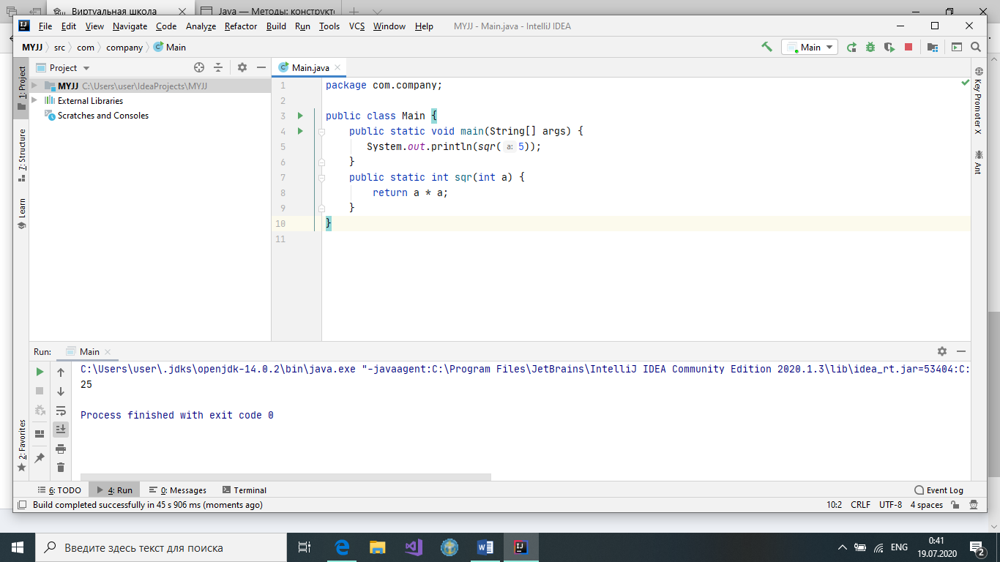 Виртуальная школа
Java — Методы: конструкто
File Edit View Navigate Code Analyze Refactor Build Run Tools VCS Window Help MYJJ - Main.java - IntelliJ IDEA
MYJJ src com company Main
Main
Project
Main.java
1: Project
7: Structure
Learn
2: Favorites
MYJJ C:\Users\user\IdeaProjects\MYJJ
External Libraries
Scratches and Consoles
1 package com.company;
2
3 public class Main {
4 public static void main(String[] args) {
5 System.out.println(sqr( a: 5));
6 }
7 public static int sqr(int a) {
8 return a * a;
9 }
10 }
11
Key Promoter X
Ant
Run: Main
C:\Users\user\.jdks\openjdk-14.0.2\bin\java.exe "-javaagent:C:\Program Files\JetBrains\IntelliJ IDEA Community Edition 2020.1.3\lib\idea_rt.jar=53404:C:
25
Process finished with exit code 0
6: TODO 4: Run 0: Messages Terminal Event Log
Build completed successfully in 45 s 906 ms (moments ago) 10:2 CRLF UTF-8 4 spaces
Введите здесь текст для поиска
ENG
0:41
19.07.2020
2